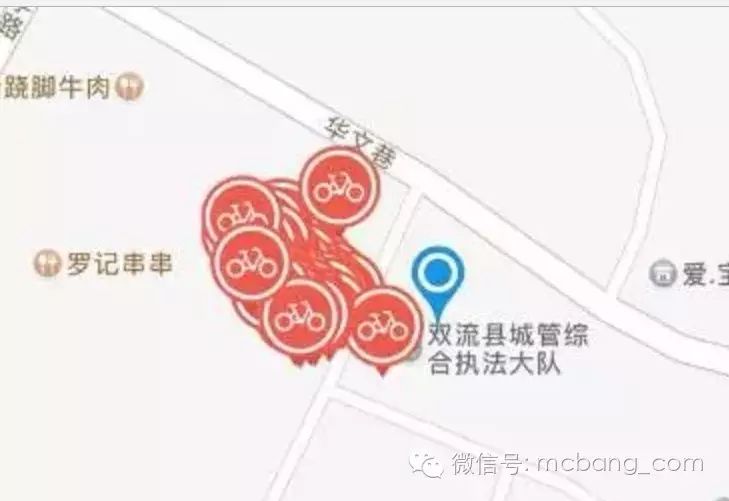 路
跷脚牛肉
华文巷
罗记串串
爱.宝
双流县城管综
合执法大队
微信号: mcbang_com